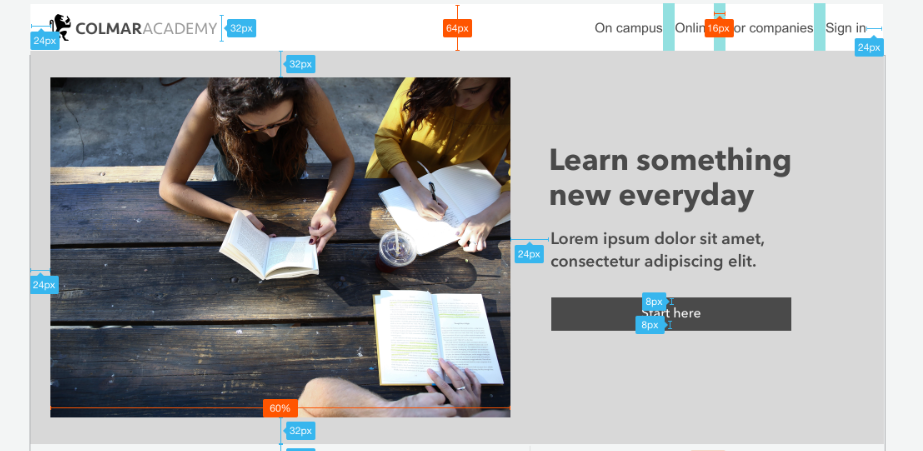 COLMARACADEMY
32px
64px
On campus
Onlin
16px
or companies
Sign in
24px
24px
32px
Learn something
new everyday
Lorem ipsum dolor sit amet,
consectetur adipiscing elit.
24px
24px
8px
Start here
8px
60%
32px